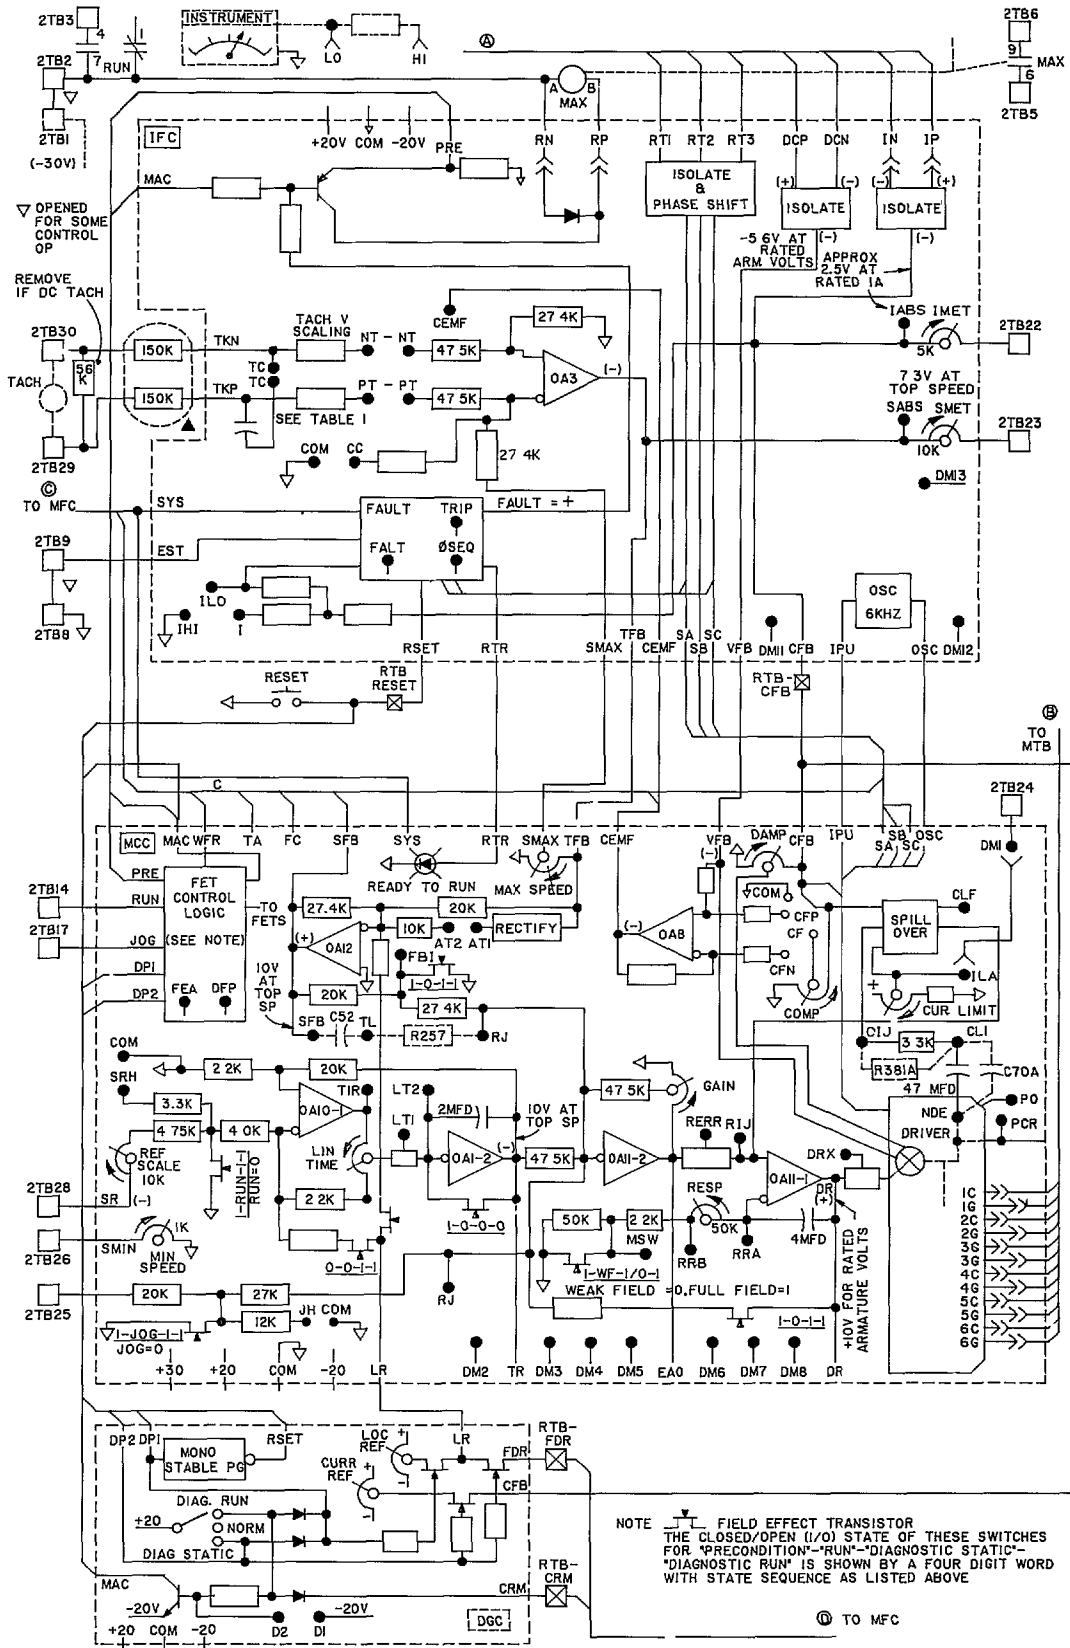 2TB3
4
7
1
RUN
INSTRUMENT
LO
HI
Ⓐ
2TB6
9
6
MAX
2TB5
2TB2
2TB1
(-30V)
A
B
MAX
IFC
+20V COM -20V
PRE
RN
RP
RT1
RT2
RT3
DCP
DCN
IN
IP
MAC
ISOLATE
&
PHASE SHIFT
(+)
(-)
ISOLATE
(-)
(-)
(+)
ISOLATE
(-)
▽ OPENED
FOR SOME
CONTROL
OP
-5 6V AT
RATED
ARM VOLTS
APPROX
2.5V AT
RATED IA
REMOVE
IF DC TACH
2TB30
56
K
TACH
2TB29
150K
TKN
150K
TKP
TC
TC
TACH V
SCALING
NT - NT
PT - PT
SEE TABLE I
CEMF
47 5K
47 5K
27 4K
OA3
(-)
27 4K
IABS IMET
5K
2TB22
7 3V AT
TOP SPEED
SABS SMET
10K
2TB23
DM13
COM
CC
Ⓒ
TO MFC
SYS
FAULT
TRIP
FAULT = +
2TB9
EST
FALT
ØSEQ
2TB8
ILO
IHI
I
OSC
6KHZ
RSET
RTR
SMAX
TFB
CEMF
SA
SB
SC
VFB
DM11
CFB
IPU
OSC
DM12
RESET
RTB
RESET
RTB-
CFB
Ⓑ
TO
MTB
C
2TB24
MCC
MAC
WFR
TA
FC
SFB
SYS
RTR
SMAX
TFB
CEMF
VFB
(-)
DAMP
CFB
IPU
SA
SB
SC
OSC
DM1
PRE
2TB14
RUN
2TB17
JOG
DP1
DP2
FET
CONTROL
LOGIC
(SEE NOTE)
FEA
DFP
TO
FETS
READY TO RUN
MAX SPEED
27.4K
20K
(+)
OA12
10K
AT2
AT1
RECTIFY
FB1
1-0-1-1
20K
27 4K
10V AT
TOP
SP
SFB
C52
TL
R257
RJ
(-)
OA8
COM
CFP
CF
CFN
COMP
SPILL
OVER
CLF
ILA
+
CUR LIMIT
CIJ
3 3K
CL1
R381A
47 MFD
C70A
COM
SRH
2 2K
20K
3.3K
4 75K
4 0K
OA10-1
TIR
LIN
TIME
REF
SCALE
10K
1-RUN-1-1
RUN=0
2 2K
2TB28
SR
(-)
2TB26
SMIN
1K
MIN
SPEED
0-0-1-1
LT2
LT1
2MFD
OA1-2
(-)
10V AT
TOP SP
1-0-0-0
47 5K
47 5K
OA11-2
GAIN
RERR
RIJ
OA11-1
DR
(+)
4MFD
DRX
NDE
DRIVER
PO
PCR
50K
2 2K
MSW
RESP
50K
RRB
RRA
1-WF-1/0-1
WEAK FIELD =0,FULL FIELD=1
1-0-1-1
+10V FOR RATED
ARMATURE VOLTS
1C
1G
2C
2G
3G
3G
4C
4G
5C
5G
6C
6G
2TB25
20K
27K
12K
JH COM
1-JOG-1-1
JOG=0
RJ
+30
+20
COM
-20
LR
DM2
TR
DM3
DM4
DM5
EAO
DM6
DM7
DM8
DR
DP2
DP1
RSET
MONO
STABLE PG
LOC
REF
+
-
CURR
REF
+
-
LR
FDR
RTB-
FDR
CFB
DIAG. RUN
+20
NORM
DIAG STATIC
MAC
-20V
CRM
RTB-
CRM
D2
D1
-20V
DGC
+20
COM
-20
NOTE FIELD EFFECT TRANSISTOR
THE CLOSED/OPEN (1/0) STATE OF THESE SWITCHES
FOR "PRECONDITION"-"RUN"-"DIAGNOSTIC STATIC"-
"DIAGNOSTIC RUN" IS SHOWN BY A FOUR DIGIT WORD
WITH STATE SEQUENCE AS LISTED ABOVE
Ⓓ TO MFC